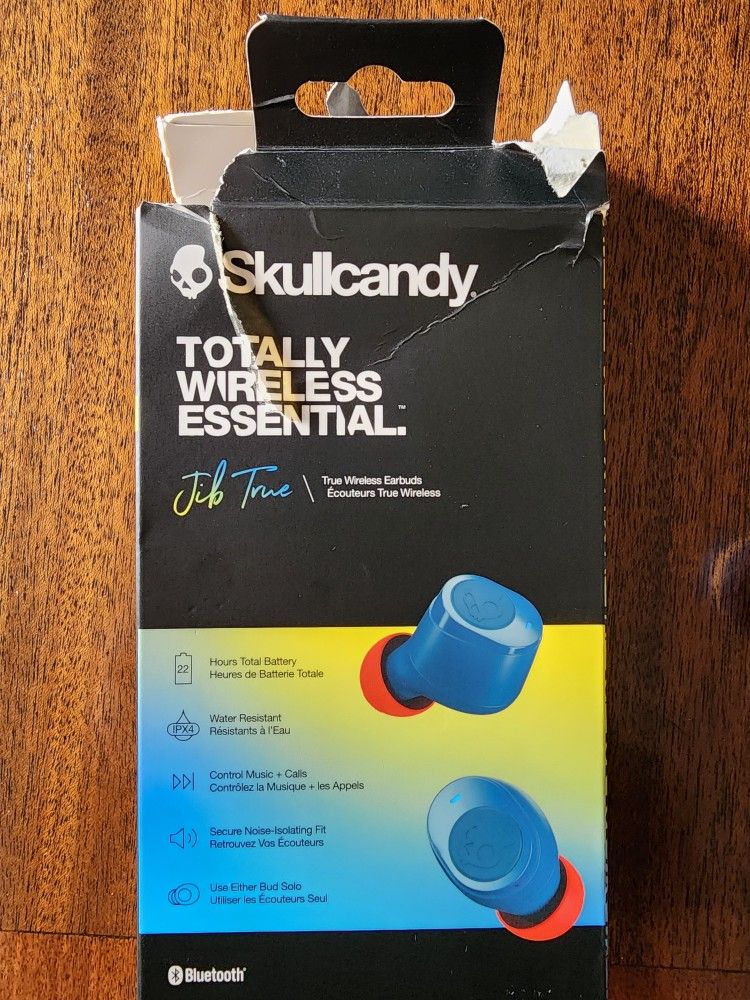 Skullcandy®
TOTALLY
WIRELESS
ESSENTIAL.™
Jib True \ True Wireless Earbuds
Écouteurs True Wireless
22
Hours Total Battery
Heures de Batterie Totale
IPX4
Water Resistant
Résistants à l'Eau
Control Music + Calls
Contrôlez la Musique + les Appels
Secure Noise-Isolating Fit
Retrouvez Vos Écouteurs
Use Either Bud Solo
Utiliser les Écouteurs Seul
Bluetooth®